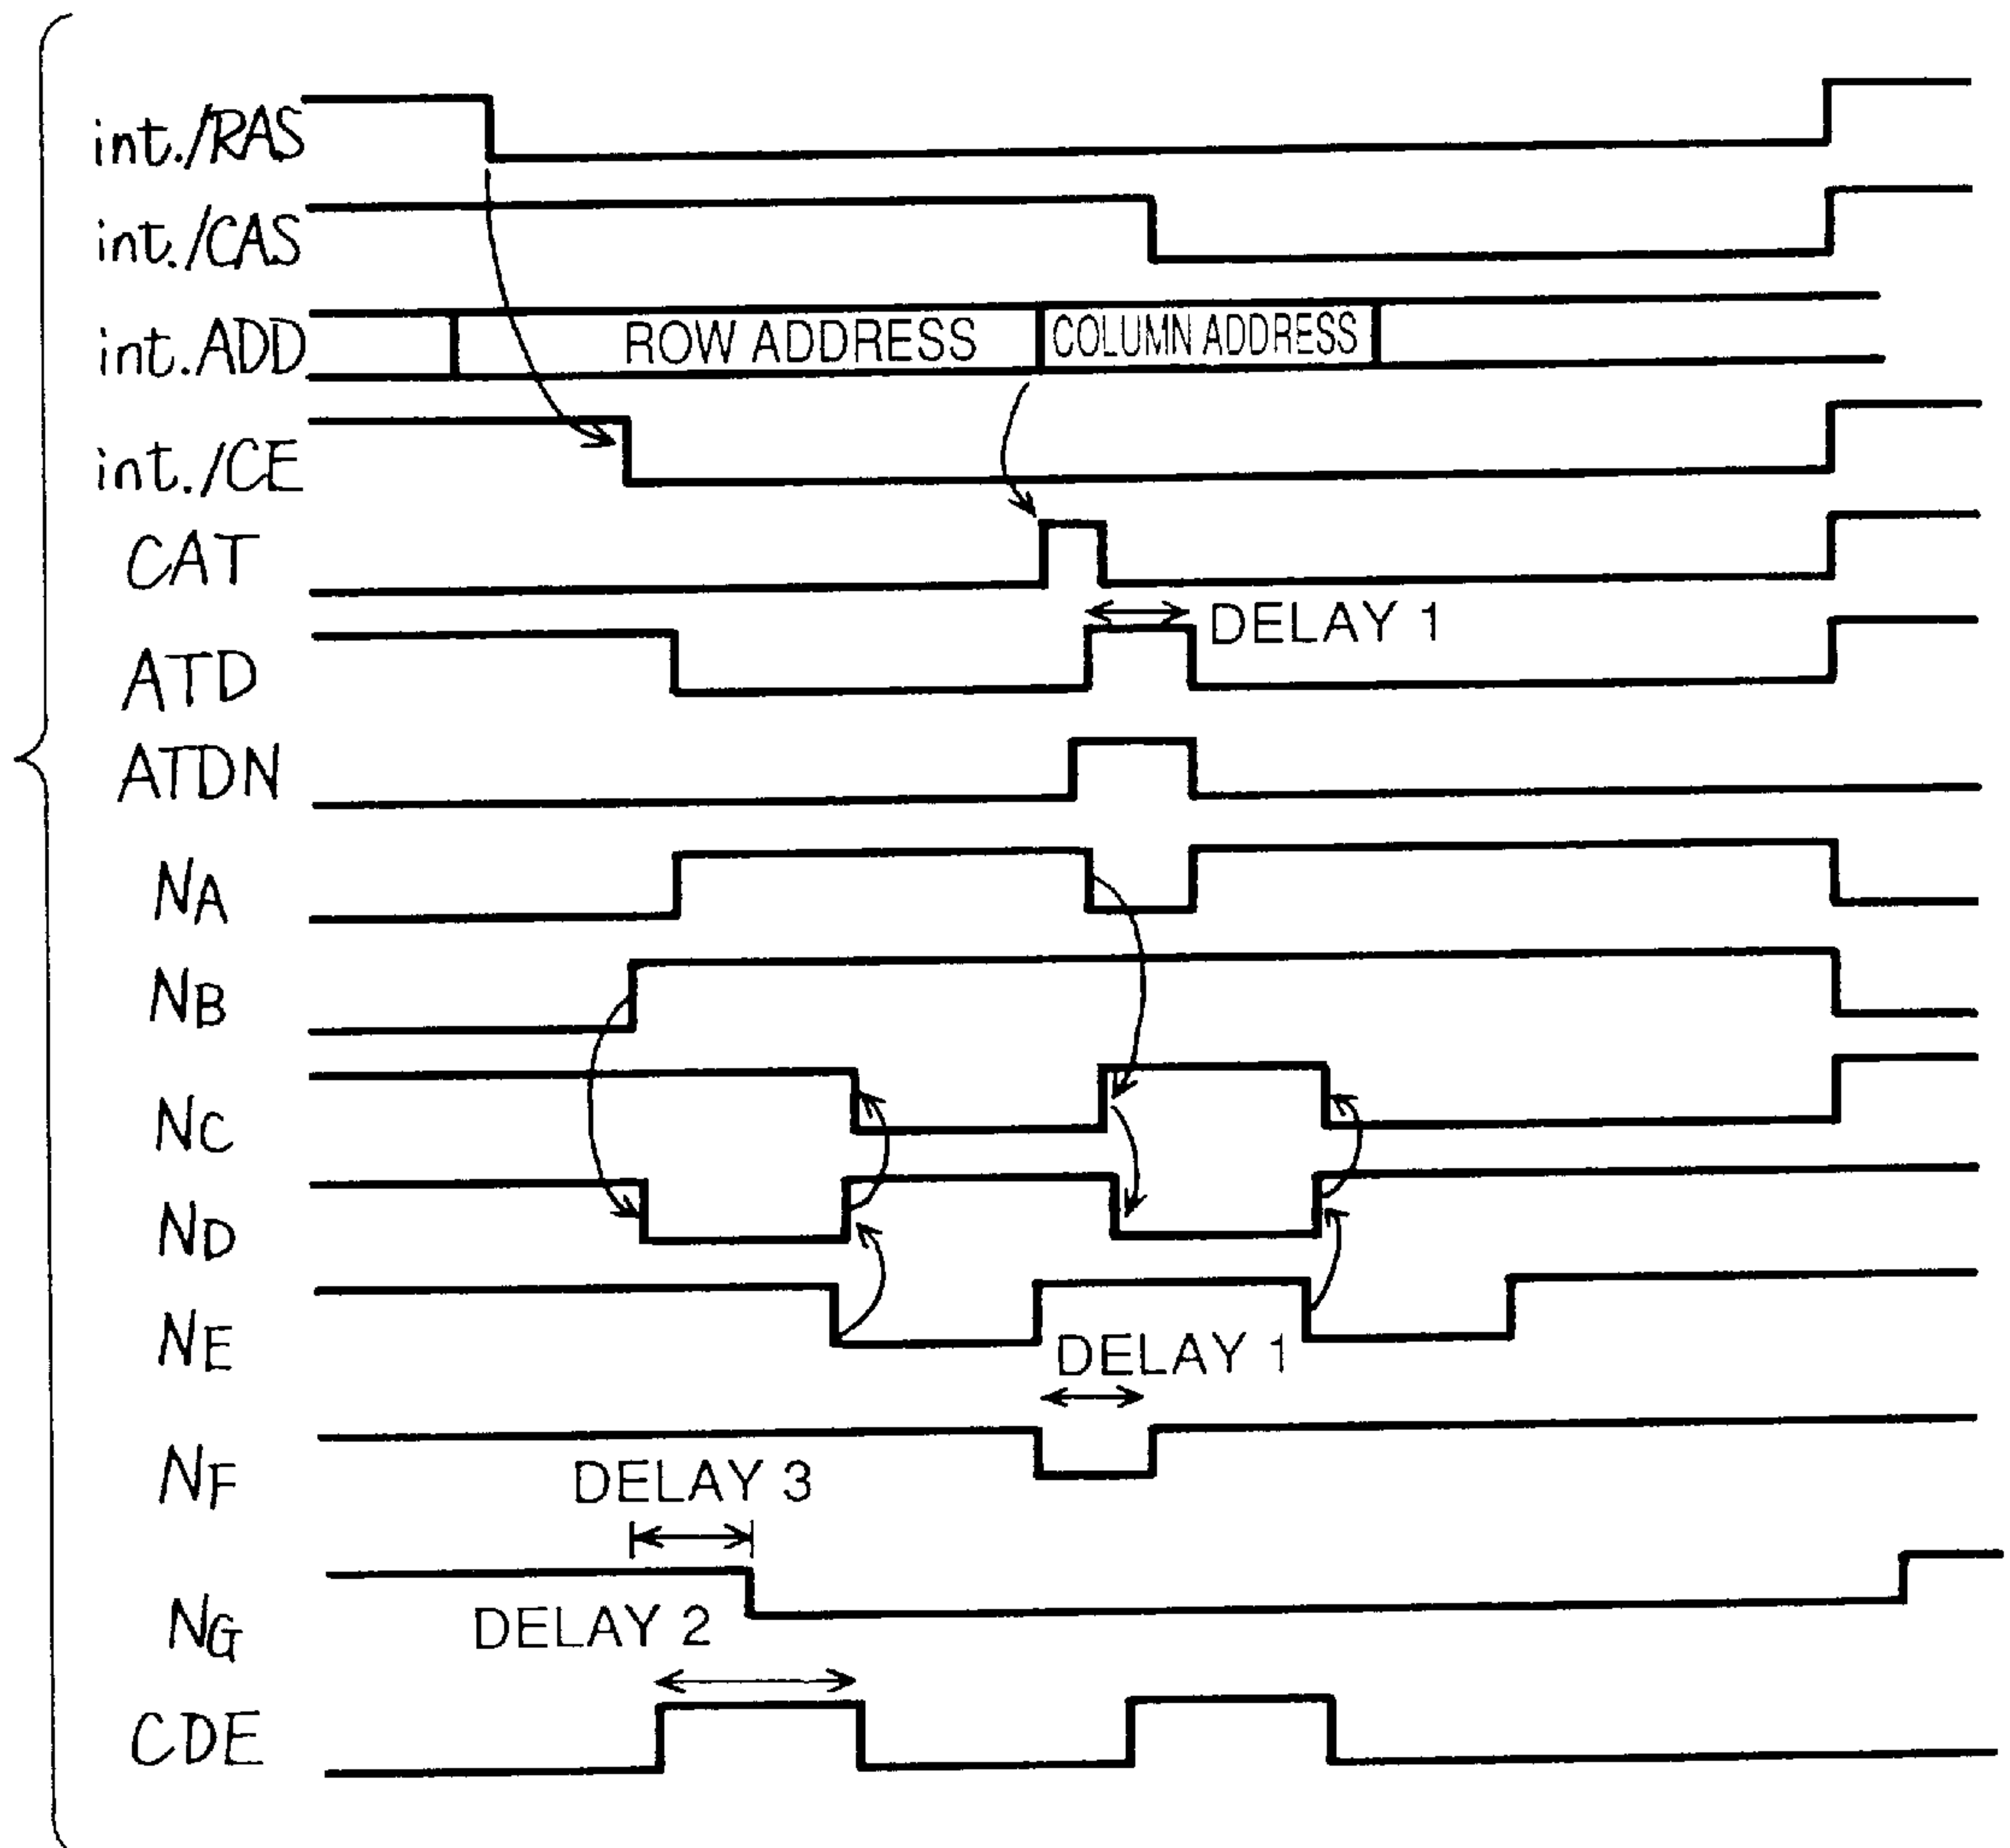 int./RAS
int./CAS
int.ADD ROW ADDRESS COLUMN ADDRESS
int./CE
CAT
DELAY 1
ATD
ATDN
NA
NB
NC
ND
NE
DELAY 1
NF
DELAY 3
NG
DELAY 2
CDE